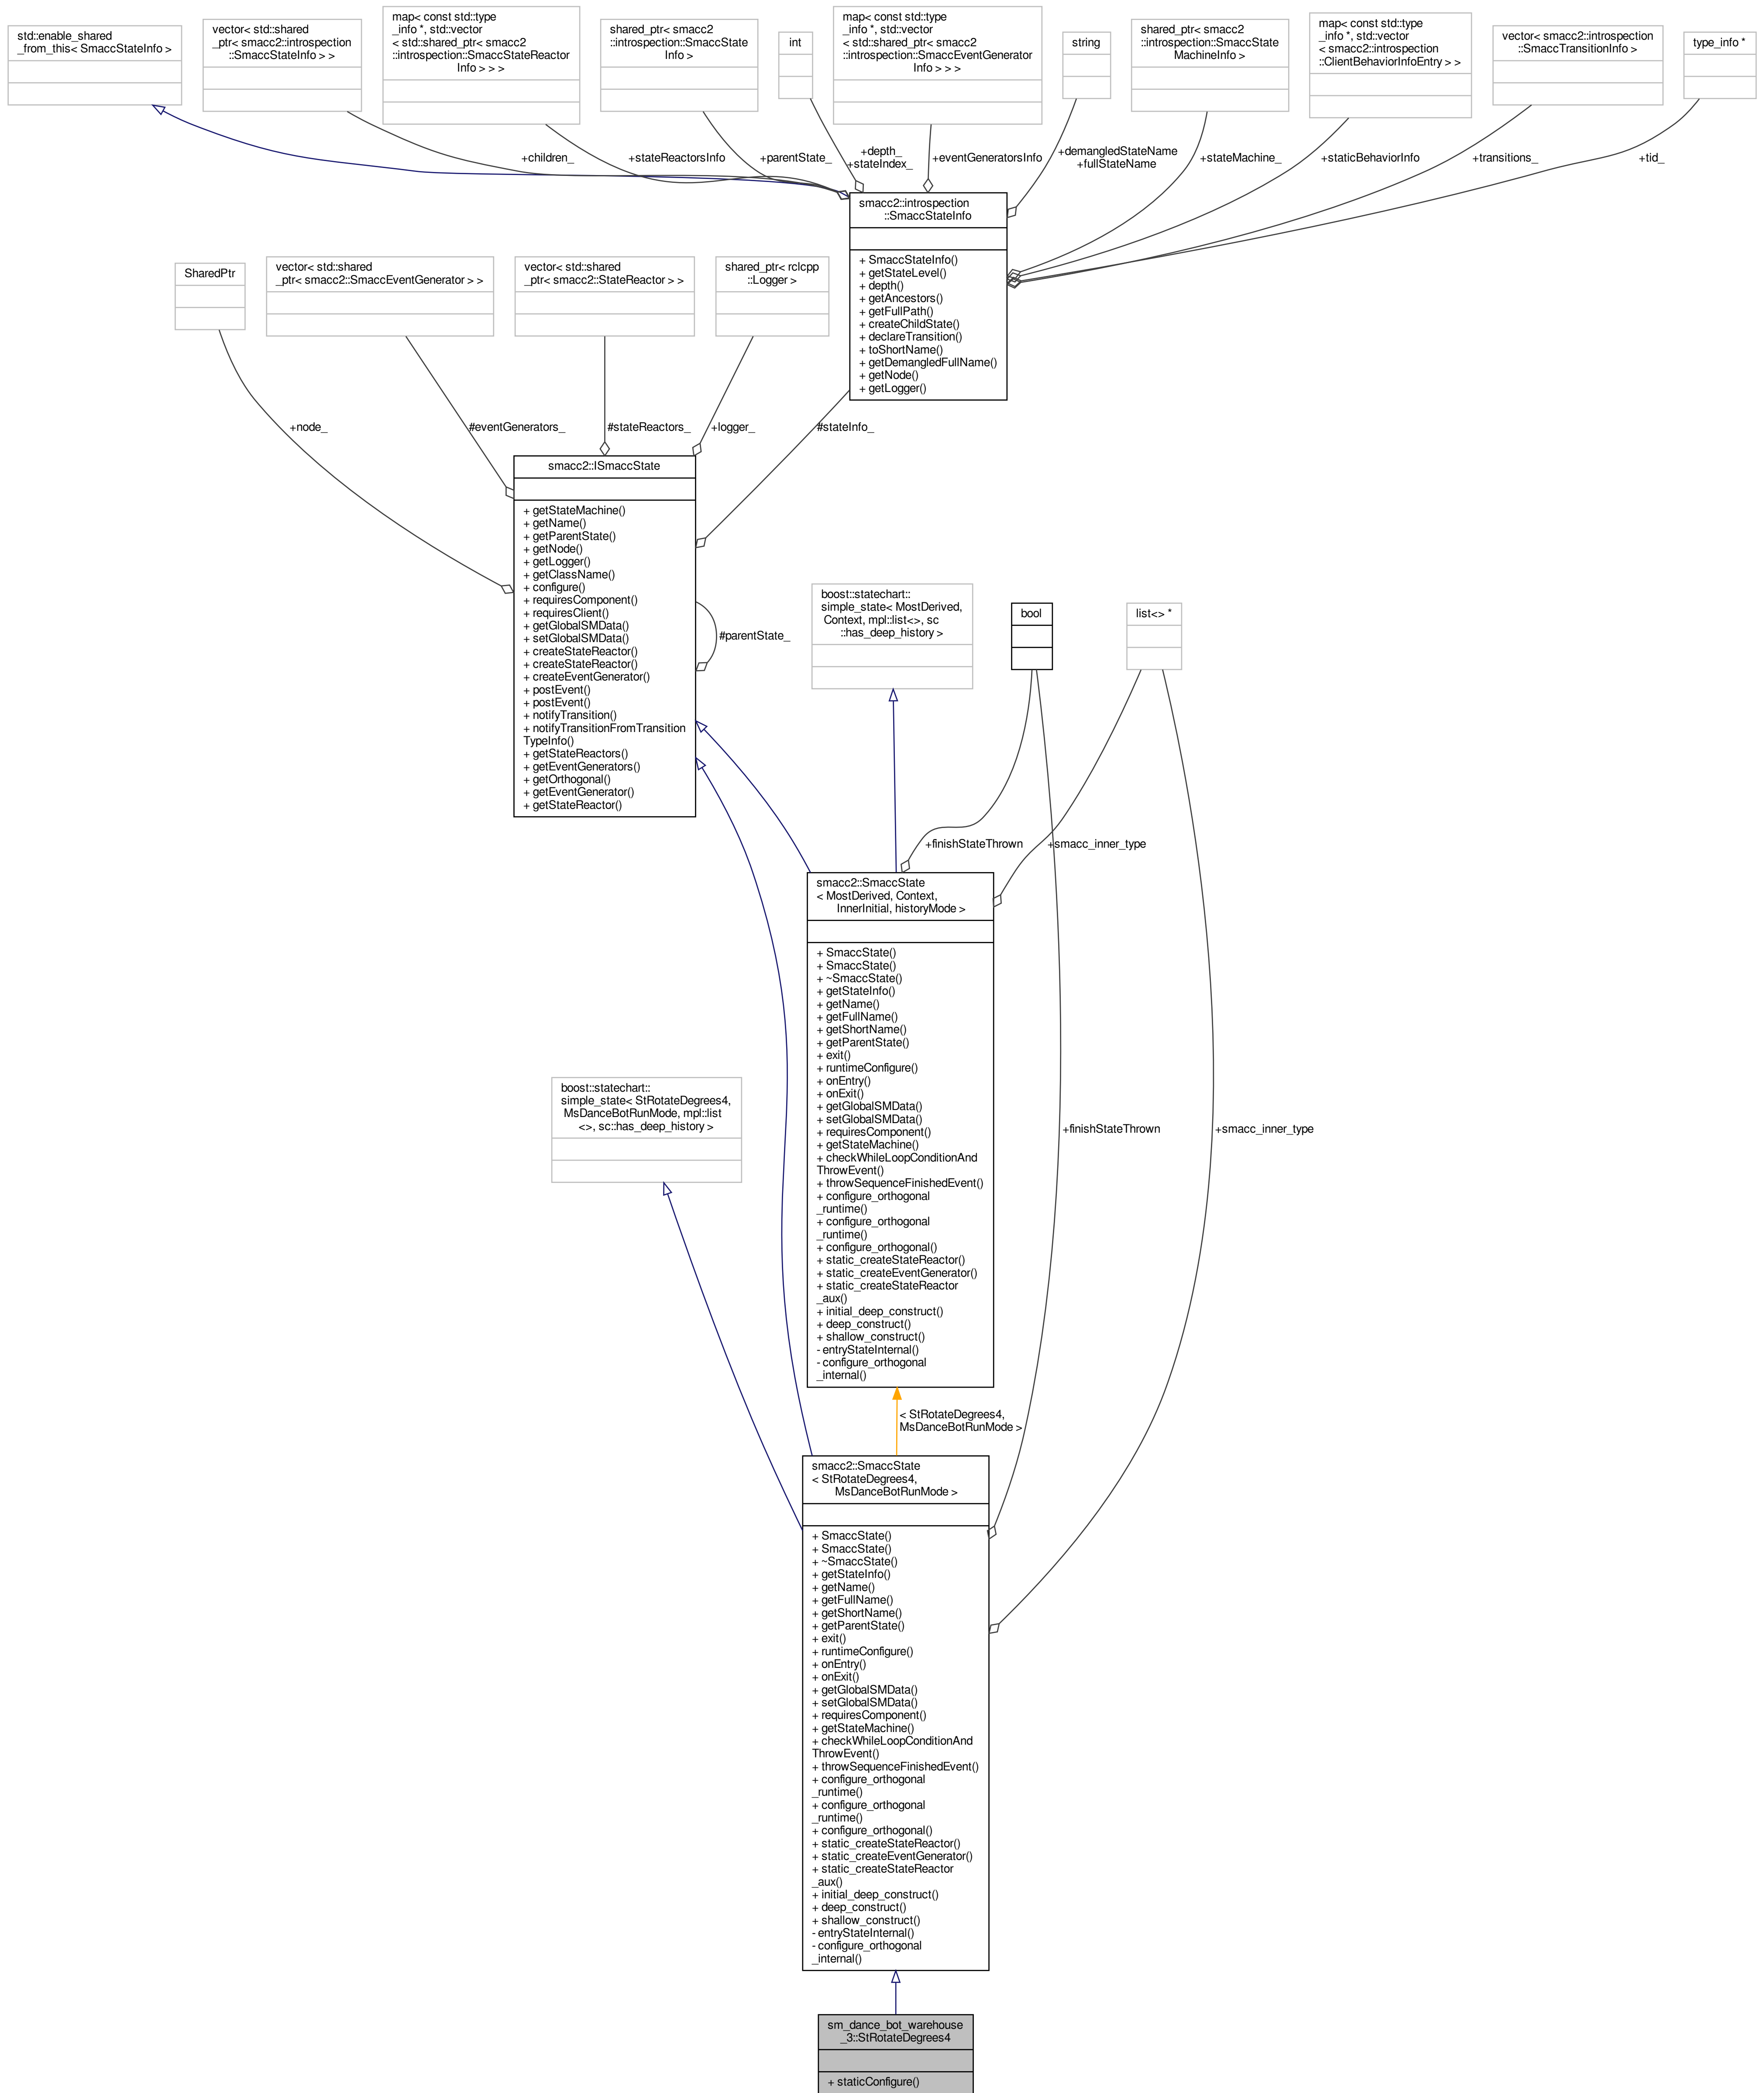 std::enable_shared
_from_this< SmaccStateInfo >
vector< std::shared
_ptr< smacc2::introspection
::SmaccStateInfo > >
map< const std::type
_info *, std::vector
< std::shared_ptr< smacc2
::introspection::SmaccStateReactor
Info > > >
shared_ptr< smacc2
::introspection::SmaccState
Info >
int
map< const std::type
_info *, std::vector
< std::shared_ptr< smacc2
::introspection::SmaccEventGenerator
Info > > >
string
shared_ptr< smacc2
::introspection::SmaccState
MachineInfo >
map< const std::type
_info *, std::vector
< smacc2::introspection
::ClientBehaviorInfoEntry > >
vector< smacc2::introspection
::SmaccTransitionInfo >
type_info *
+children_
+stateReactorsInfo
+parentState_
+depth_
+stateIndex_
+eventGeneratorsInfo
+demangledStateName
+fullStateName
+stateMachine_
+staticBehaviorInfo
+transitions_
+tid_
smacc2::introspection
::SmaccStateInfo
+ SmaccStateInfo()
+ getStateLevel()
+ depth()
+ getAncestors()
+ getFullPath()
+ createChildState()
+ declareTransition()
+ toShortName()
+ getDemangledFullName()
+ getNode()
+ getLogger()
SharedPtr
vector< std::shared
_ptr< smacc2::SmaccEventGenerator > >
vector< std::shared
_ptr< smacc2::StateReactor > >
shared_ptr< rclcpp
::Logger >
+node_
#eventGenerators_
#stateReactors_
+logger_
#stateInfo_
smacc2::ISmaccState
+ getStateMachine()
+ getName()
+ getParentState()
+ getNode()
+ getLogger()
+ getClassName()
+ configure()
+ requiresComponent()
+ requiresClient()
+ getGlobalSMData()
+ setGlobalSMData()
+ createStateReactor()
+ createStateReactor()
+ createEventGenerator()
+ postEvent()
+ postEvent()
+ notifyTransition()
+ notifyTransitionFromTransition
TypeInfo()
+ getStateReactors()
+ getEventGenerators()
+ getOrthogonal()
+ getEventGenerator()
+ getStateReactor()
#parentState_
boost::statechart::
simple_state< MostDerived,
Context, mpl::list<>, sc
::has_deep_history >
bool
list<> *
+finishStateThrown
+smacc_inner_type
smacc2::SmaccState
< MostDerived, Context,
InnerInitial, historyMode >
+ SmaccState()
+ SmaccState()
+ ~SmaccState()
+ getStateInfo()
+ getName()
+ getFullName()
+ getShortName()
+ getParentState()
+ exit()
+ runtimeConfigure()
+ onEntry()
+ onExit()
+ getGlobalSMData()
+ setGlobalSMData()
+ requiresComponent()
+ getStateMachine()
+ checkWhileLoopConditionAnd
ThrowEvent()
+ throwSequenceFinishedEvent()
+ configure_orthogonal
_runtime()
+ configure_orthogonal
_runtime()
+ configure_orthogonal()
+ static_createStateReactor()
+ static_createEventGenerator()
+ static_createStateReactor
_aux()
+ initial_deep_construct()
+ deep_construct()
+ shallow_construct()
- entryStateInternal()
- configure_orthogonal
_internal()
boost::statechart::
simple_state< StRotateDegrees4,
MsDanceBotRunMode, mpl::list
<>, sc::has_deep_history >
+finishStateThrown
+smacc_inner_type
< StRotateDegrees4,
MsDanceBotRunMode >
smacc2::SmaccState
< StRotateDegrees4,
MsDanceBotRunMode >
+ SmaccState()
+ SmaccState()
+ ~SmaccState()
+ getStateInfo()
+ getName()
+ getFullName()
+ getShortName()
+ getParentState()
+ exit()
+ runtimeConfigure()
+ onEntry()
+ onExit()
+ getGlobalSMData()
+ setGlobalSMData()
+ requiresComponent()
+ getStateMachine()
+ checkWhileLoopConditionAnd
ThrowEvent()
+ throwSequenceFinishedEvent()
+ configure_orthogonal
_runtime()
+ configure_orthogonal
_runtime()
+ configure_orthogonal()
+ static_createStateReactor()
+ static_createEventGenerator()
+ static_createStateReactor
_aux()
+ initial_deep_construct()
+ deep_construct()
+ shallow_construct()
- entryStateInternal()
- configure_orthogonal
_internal()
sm_dance_bot_warehouse
_3::StRotateDegrees4
+ staticConfigure()